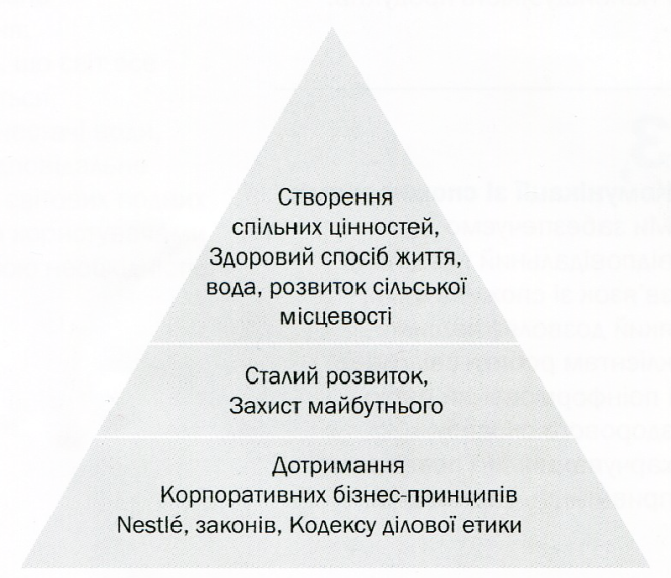 Створення
спільних цінностей,
Здоровий спосіб життя,
вода, розвиток сільської
місцевості
Сталий розвиток,
Захист майбутнього
Дотримання
Корпоративних бізнес-принципів
Nestlé, законів, Кодексу ділової етики